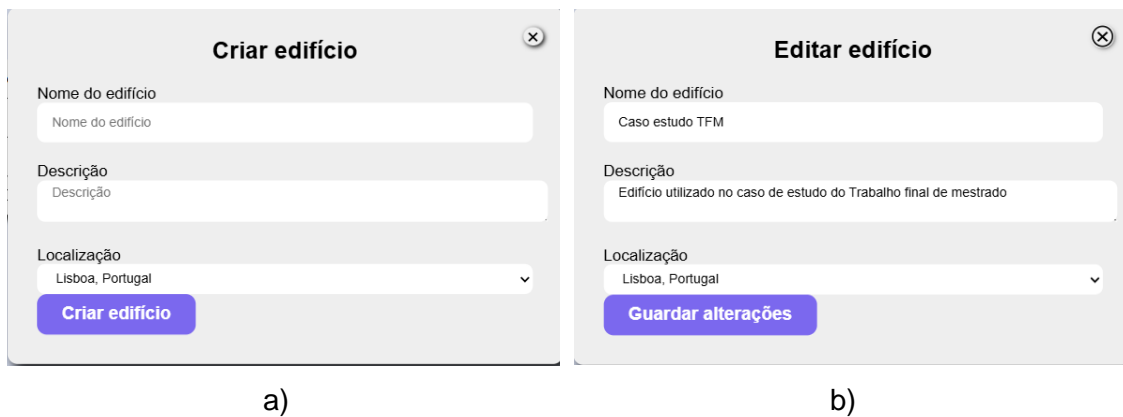 Criar edifício
Nome do edifício
Nome do edifício
Descrição
Descrição
Localização
Lisboa, Portugal
Criar edifício
a)
Editar edifício
Nome do edifício
Caso estudo TFM
Descrição
Edifício utilizado no caso de estudo do Trabalho final de mestrado
Localização
Lisboa, Portugal
Guardar alterações
b)